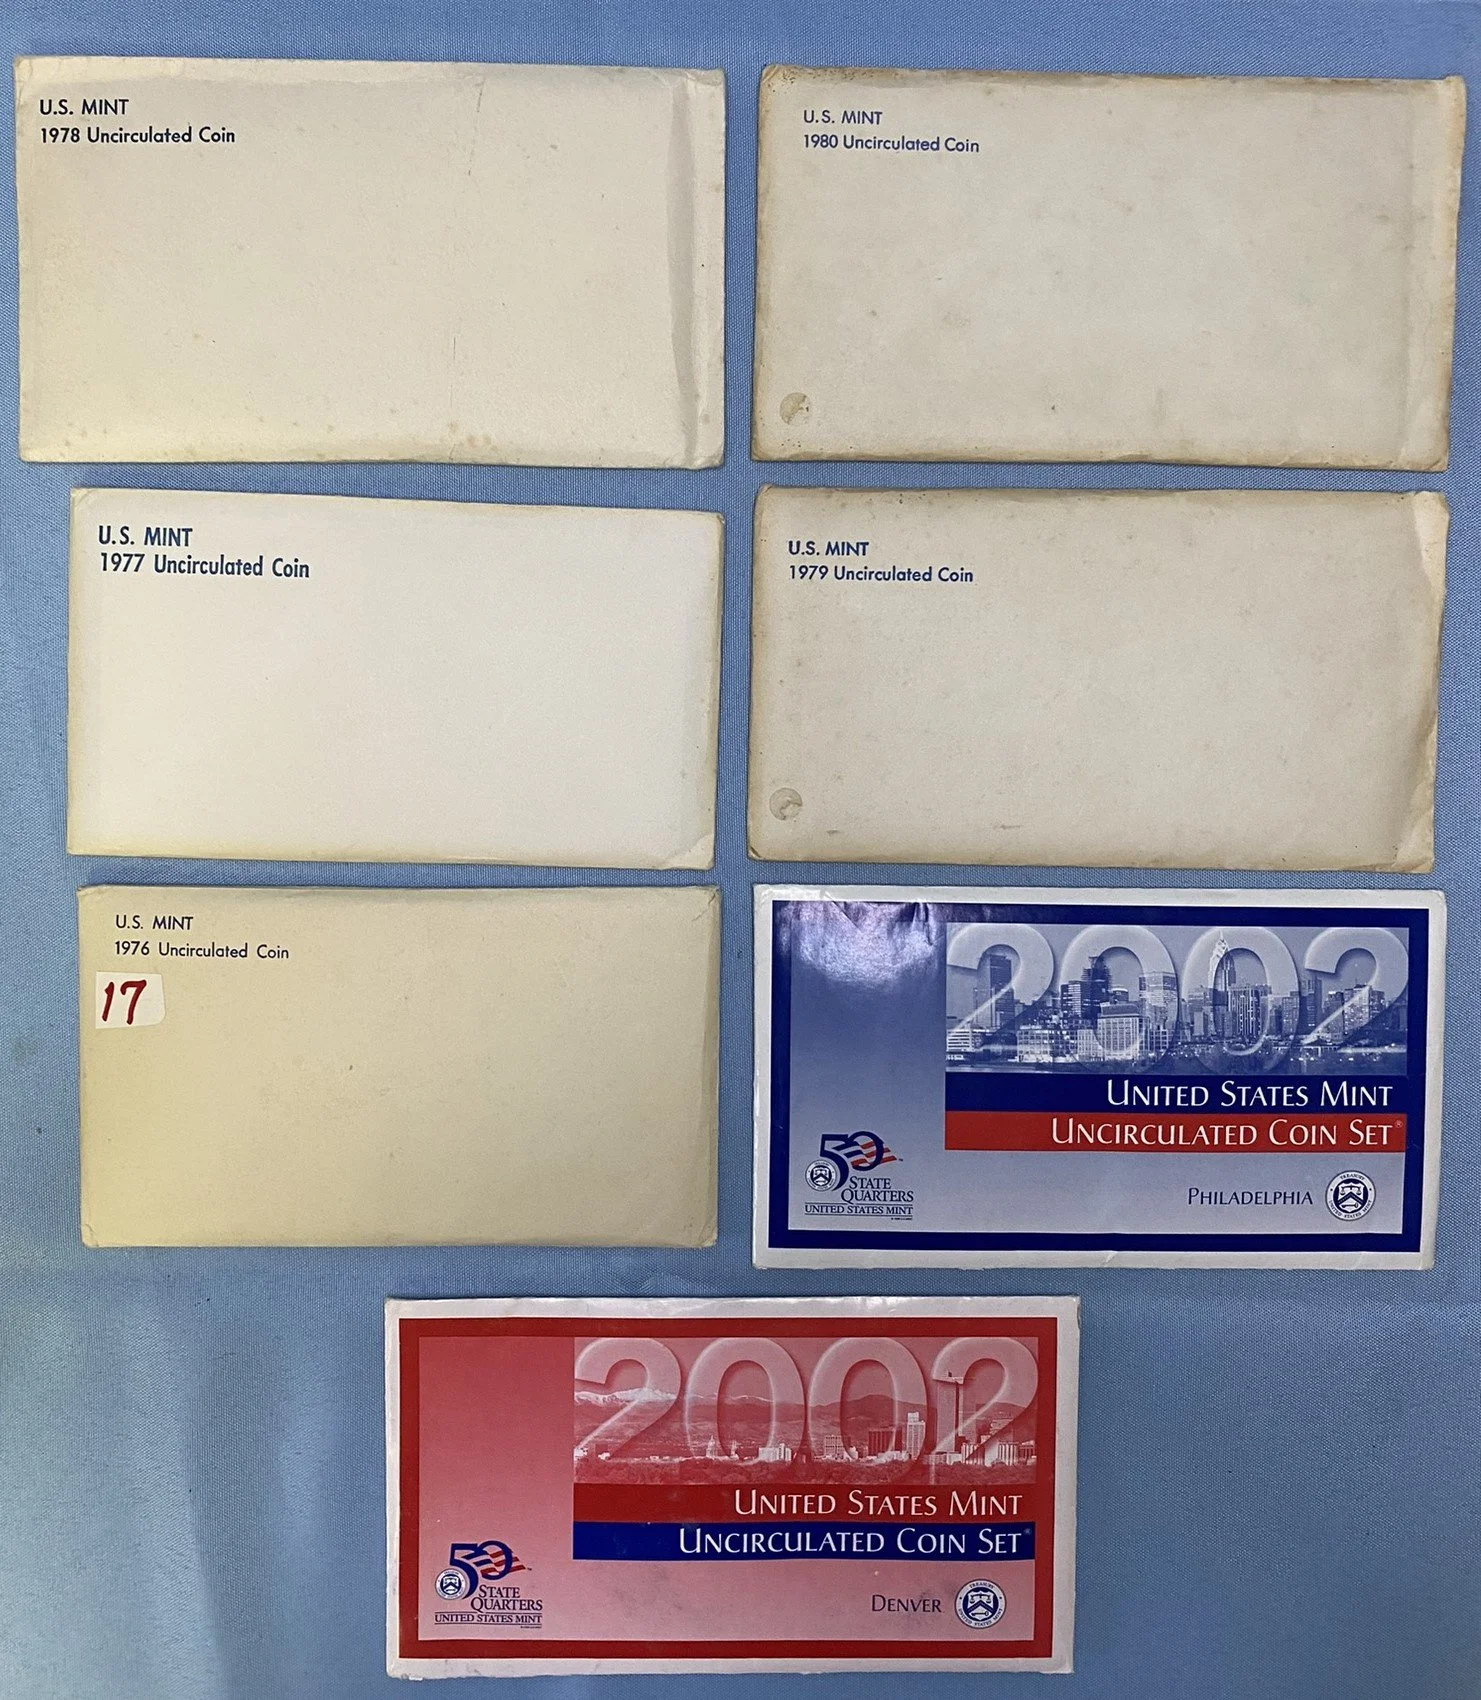 U.S. MINT
1978 Uncirculated Coin
U.S. MINT
1980 Uncirculated Coin
U.S. MINT
1977 Uncirculated Coin
U.S. MINT
1979 Uncirculated Coin
U.S. MINT
1976 Uncirculated Coin
17
2002
UNITED STATES MINT
UNCIRCULATED COIN SET®
50
STATE
QUARTERS
UNITED STATES MINT
PHILADELPHIA
2002
UNITED STATES MINT
UNCIRCULATED COIN SET®
50
STATE
QUARTERS
UNITED STATES MINT
DENVER